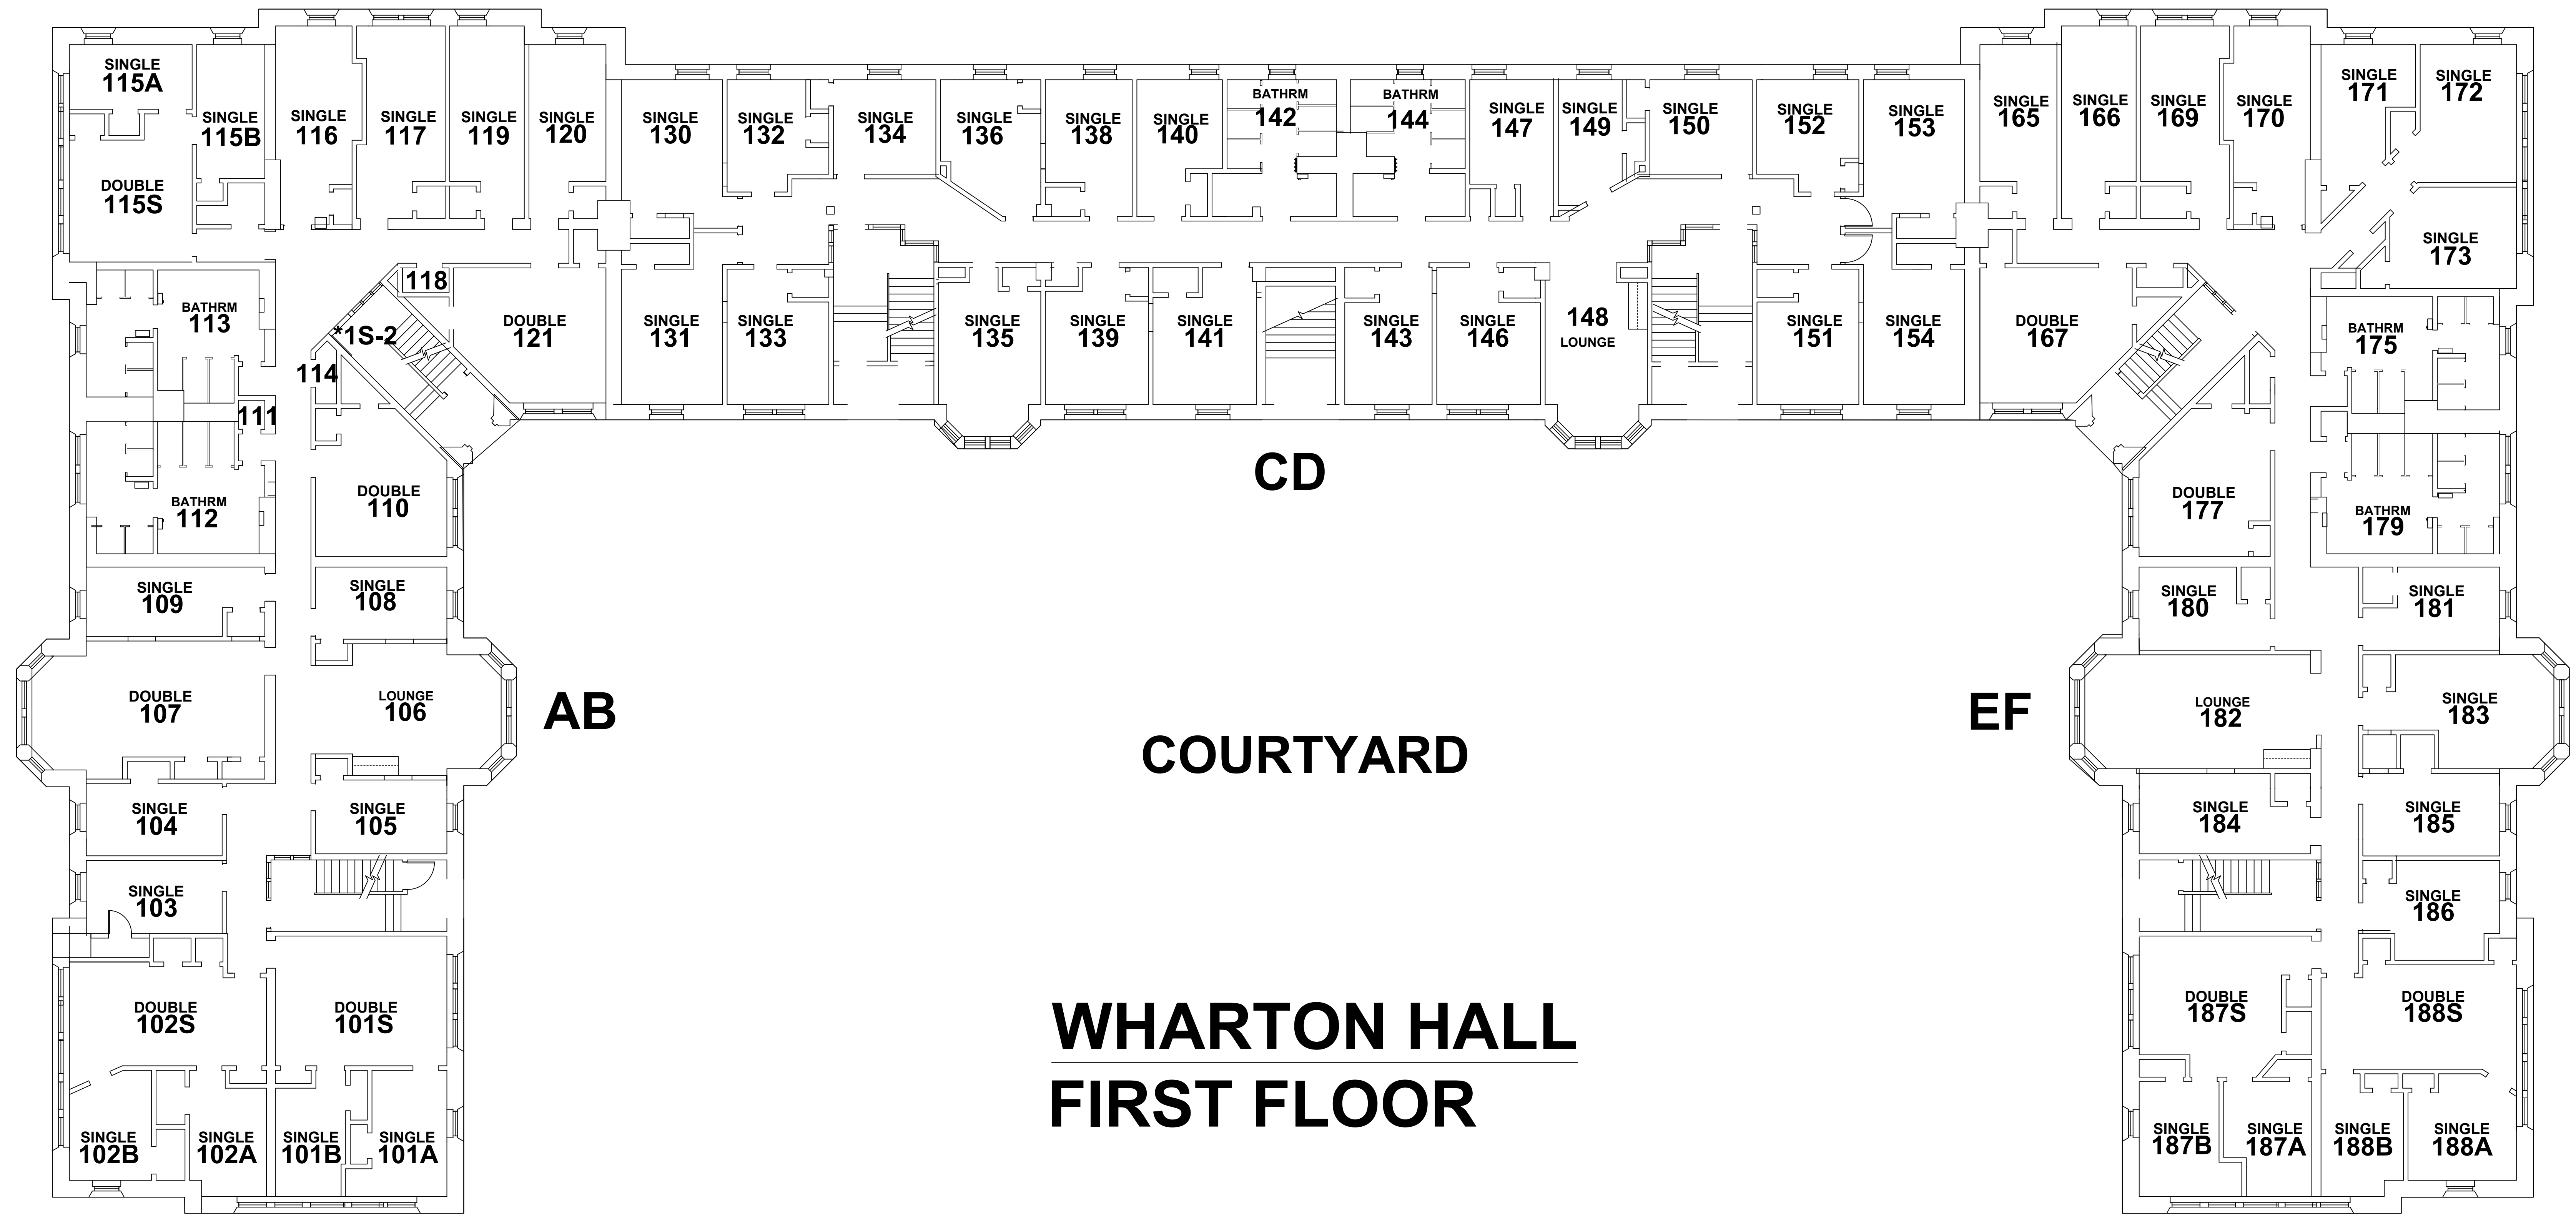 SINGLE
115A
SINGLE
115B
DOUBLE
115S
SINGLE
116
SINGLE
117
SINGLE
119
SINGLE
120
SINGLE
130
SINGLE
132
SINGLE
134
SINGLE
136
SINGLE
138
SINGLE
140
BATHRM
142
BATHRM
144
SINGLE
147
SINGLE
149
SINGLE
150
SINGLE
152
SINGLE
153
SINGLE
165
SINGLE
166
SINGLE
169
SINGLE
170
SINGLE
171
SINGLE
172
SINGLE
173
118
*1S-2
114
BATHRM
113
111
BATHRM
112
DOUBLE
121
SINGLE
131
SINGLE
133
SINGLE
135
SINGLE
139
SINGLE
141
SINGLE
143
SINGLE
146
148
LOUNGE
SINGLE
151
SINGLE
154
DOUBLE
167
BATHRM
175
BATHRM
179
DOUBLE
110
CD
DOUBLE
177
SINGLE
109
SINGLE
108
SINGLE
180
SINGLE
181
DOUBLE
107
LOUNGE
106
AB
COURTYARD
EF
LOUNGE
182
SINGLE
183
SINGLE
104
SINGLE
105
SINGLE
184
SINGLE
185
SINGLE
103
SINGLE
186
DOUBLE
102S
DOUBLE
101S
WHARTON HALL
FIRST FLOOR
DOUBLE
187S
DOUBLE
188S
SINGLE
102B
SINGLE
102A
SINGLE
101B
SINGLE
101A
SINGLE
187B
SINGLE
187A
SINGLE
188B
SINGLE
188A